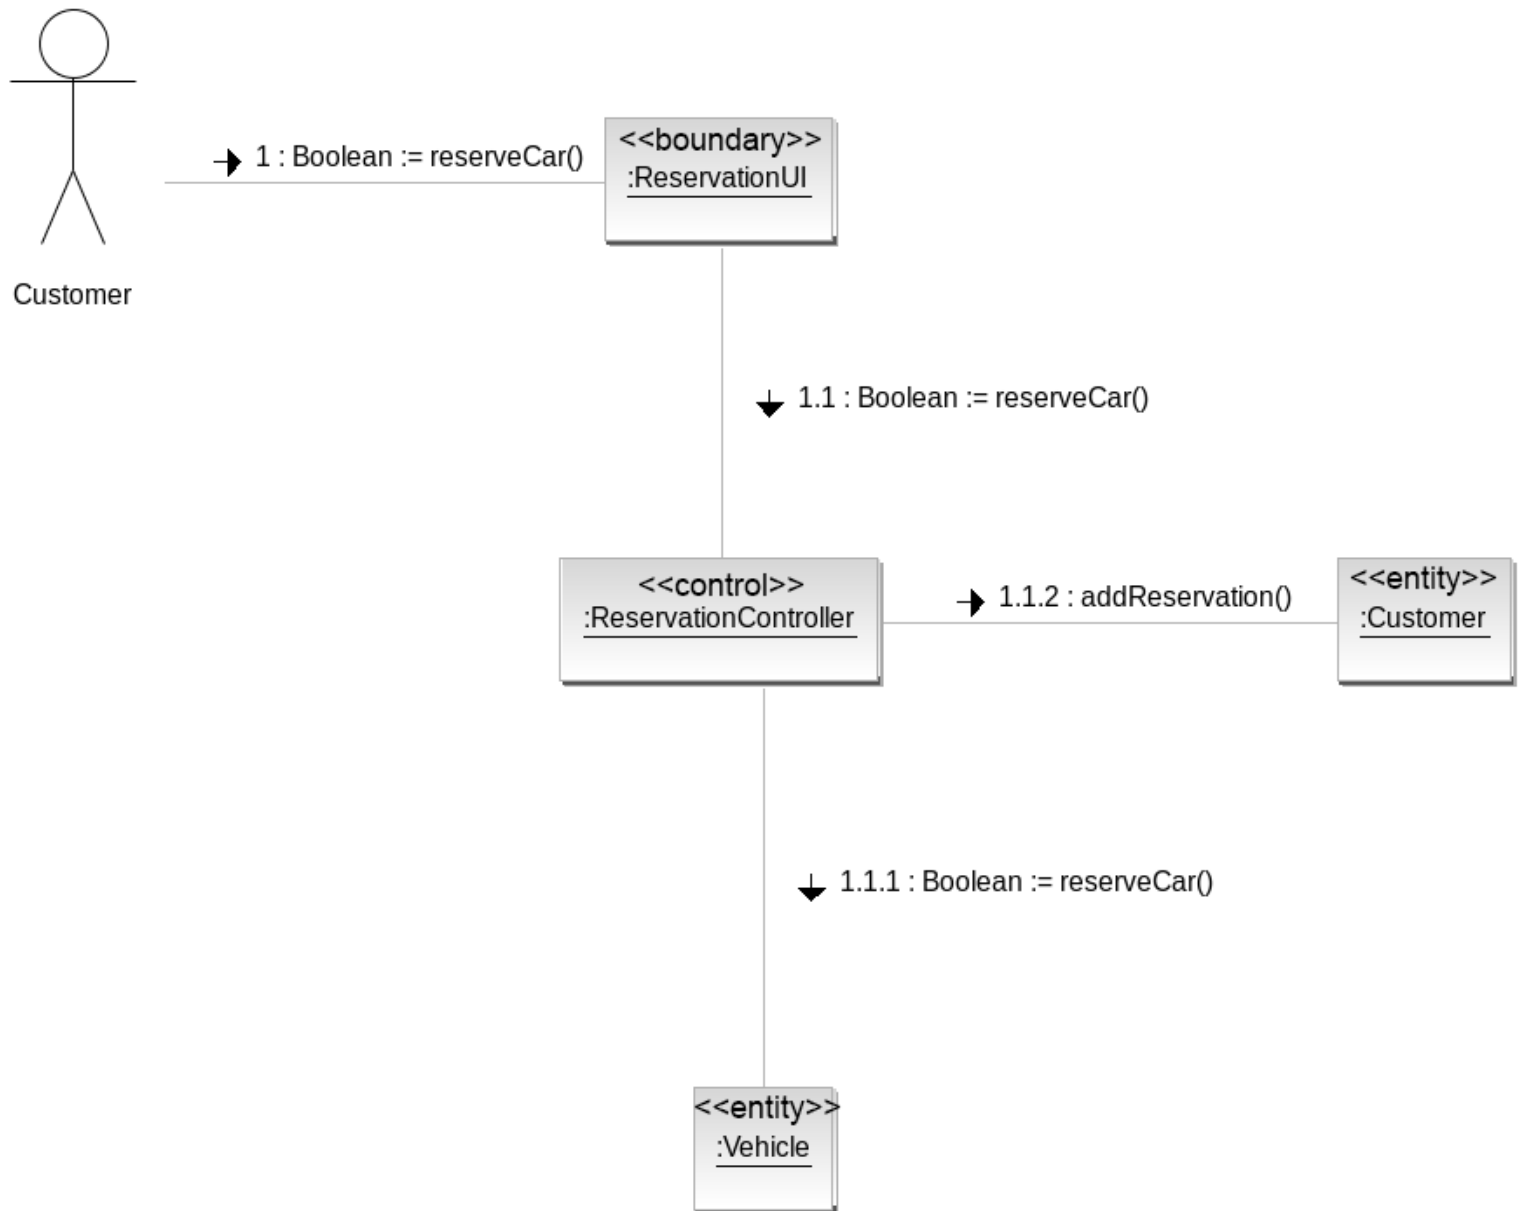 1 : Boolean := reserveCar()
<<boundary>>
:ReservationUI
Customer
1.1 : Boolean := reserveCar()
<<control>>
:ReservationController
1.1.2 : addReservation()
<<entity>>
:Customer
1.1.1 : Boolean := reserveCar()
<<entity>>
:Vehicle